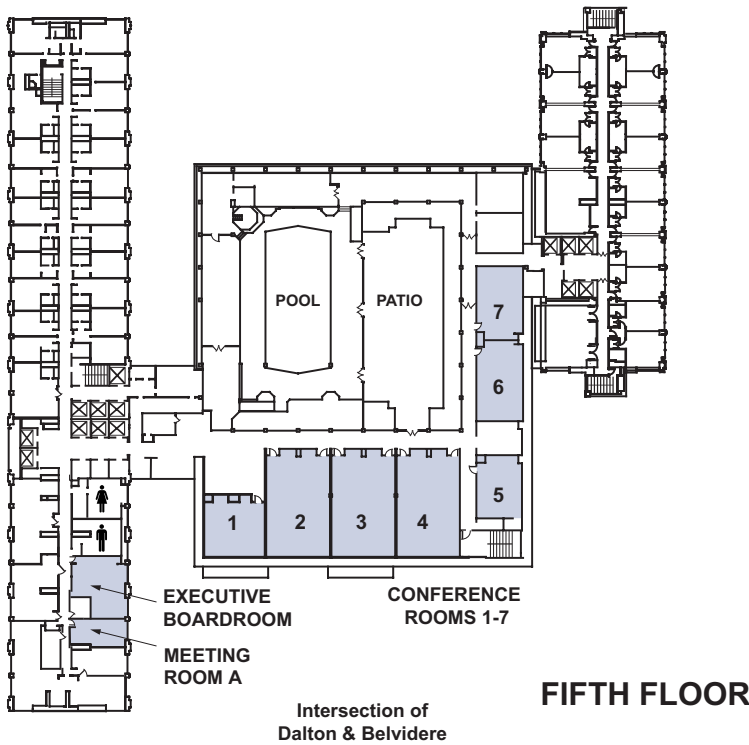 POOL
PATIO
7
6
5
1
2
3
4
EXECUTIVE
BOARDROOM
CONFERENCE
ROOMS 1-7
MEETING
ROOM A
FIFTH FLOOR
Intersection of
Dalton & Belvidere